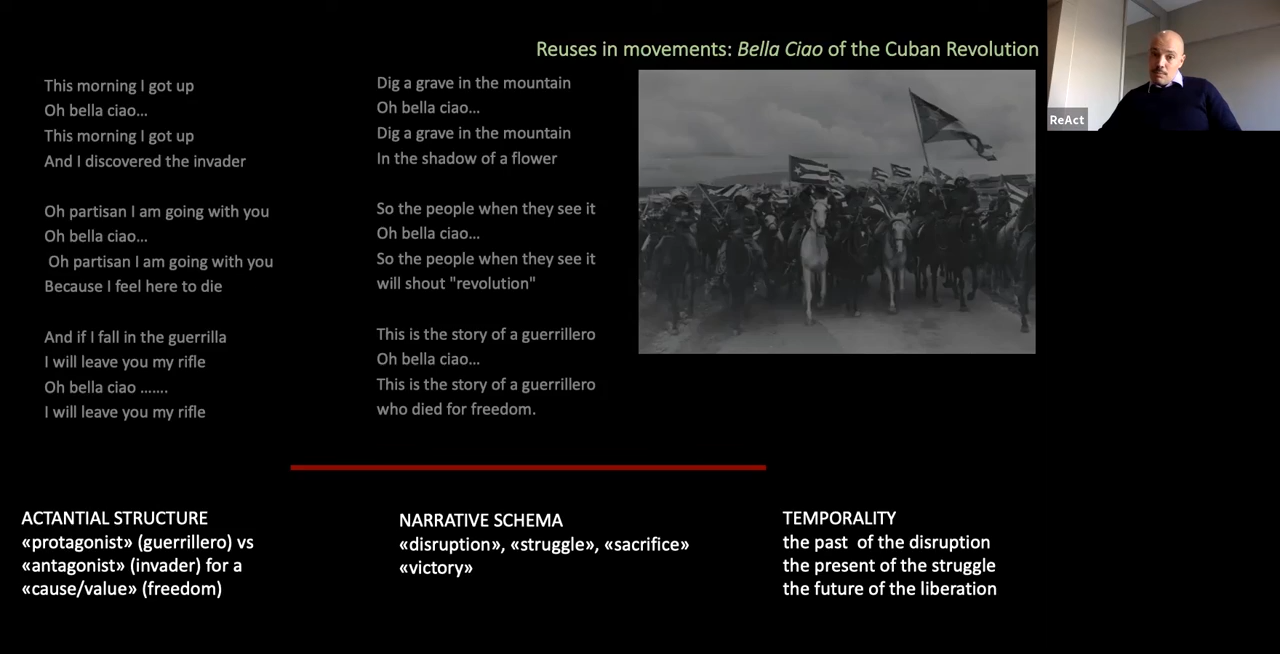 Reuses in movements: Bella Ciao of the Cuban Revolution
ReAct
This morning I got up
Oh bella ciao...
This morning I got up
And I discovered the invader
Oh partisan I am going with you
Oh bella ciao...
Oh partisan I am going with you
Because I feel here to die
And if I fall in the guerrilla
I will leave you my rifle
Oh bella ciao .......
I will leave you my rifle
Dig a grave in the mountain
Oh bella ciao...
Dig a grave in the mountain
In the shadow of a flower
So the people when they see it
Oh bella ciao...
So the people when they see it
will shout "revolution"
This is the story of a guerrillero
Oh bella ciao...
This is the story of a guerrillero
who died for freedom.
ACTANTIAL STRUCTURE
«protagonist» (guerrillero) vs
«antagonist» (invader) for a
«cause/value» (freedom)
NARRATIVE SCHEMA
«disruption», «struggle», «sacrifice»
«victory»
TEMPORALITY
the past of the disruption
the present of the struggle
the future of the liberation